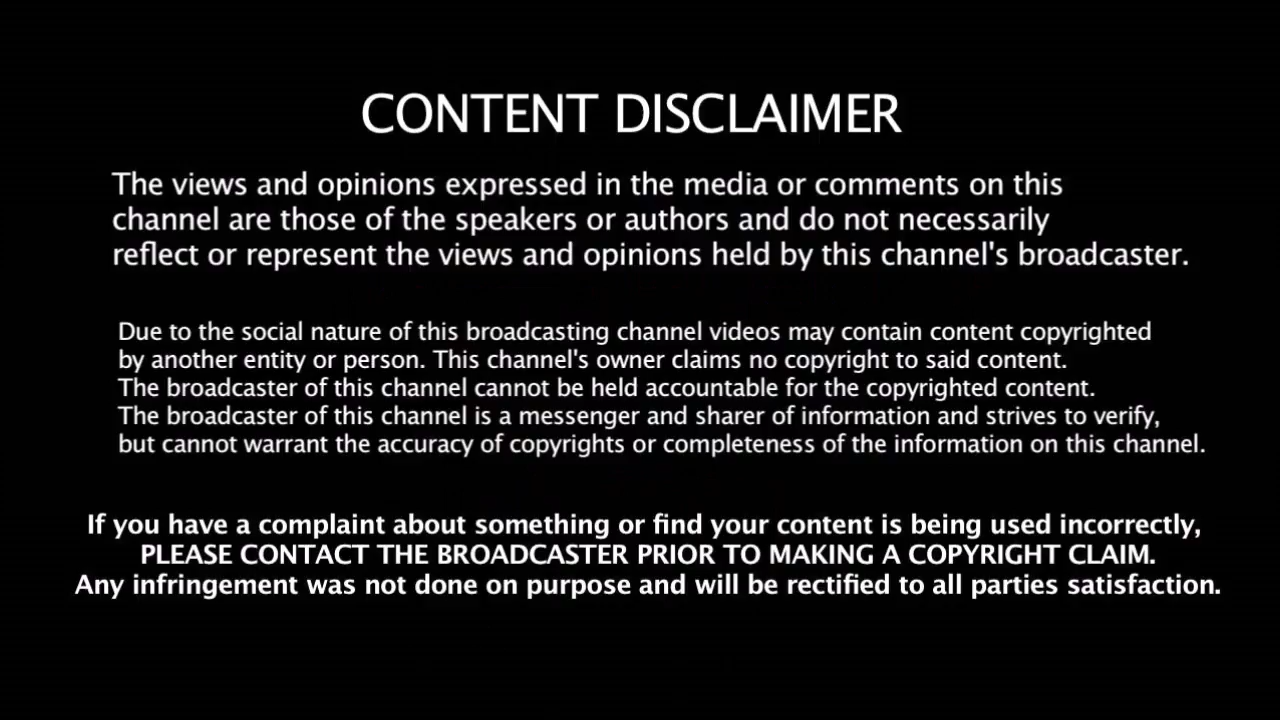 CONTENT DISCLAIMER
The views and opinions expressed in the media or comments on this
channel are those of the speakers or authors and do not necessarily
reflect or represent the views and opinions held by this channel's broadcaster.
Due to the social nature of this broadcasting channel videos may contain content copyrighted
by another entity or person. This channel's owner claims no copyright to said content.
The broadcaster of this channel cannot be held accountable for the copyrighted content.
The broadcaster of this channel is a messenger and sharer of information and strives to verify,
but cannot warrant the accuracy of copyrights or completeness of the information on this channel.
If you have a complaint about something or find your content is being used incorrectly,
PLEASE CONTACT THE BROADCASTER PRIOR TO MAKING A COPYRIGHT CLAIM.
Any infringement was not done on purpose and will be rectified to all parties satisfaction.